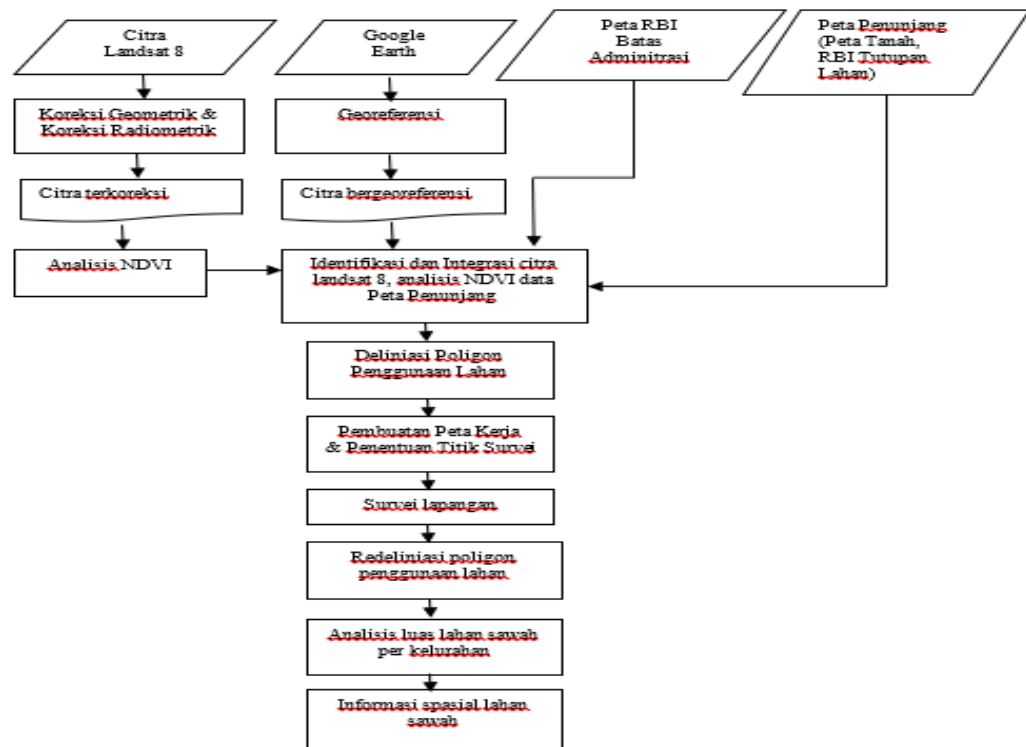 Citra
Landsat 8
Google
Earth
Peta RBI
Batas
Adminitrasi
Peta Penunjang
(Peta Tanah,
RBI Tutupan
Lahan)
Koreksi Geometrik &
Koreksi Radiometrik
Georeferensi
Citra terkoreksi
Citra bergeoreferensi
Analisis NDVI
Identifikasi dan Integrasi citra
landsat 8, analisis NDVI data
Peta Penunjang
Deliniasi Poligon
Penggunaan Lahan
Pembuatan Peta Kerja
& Penentuan Titik Survei
Survei lapangan
Redeliniasi poligon
penggunaan lahan
Analisis luas lahan sawah
per kelurahan
Informasi spasial lahan
sawah